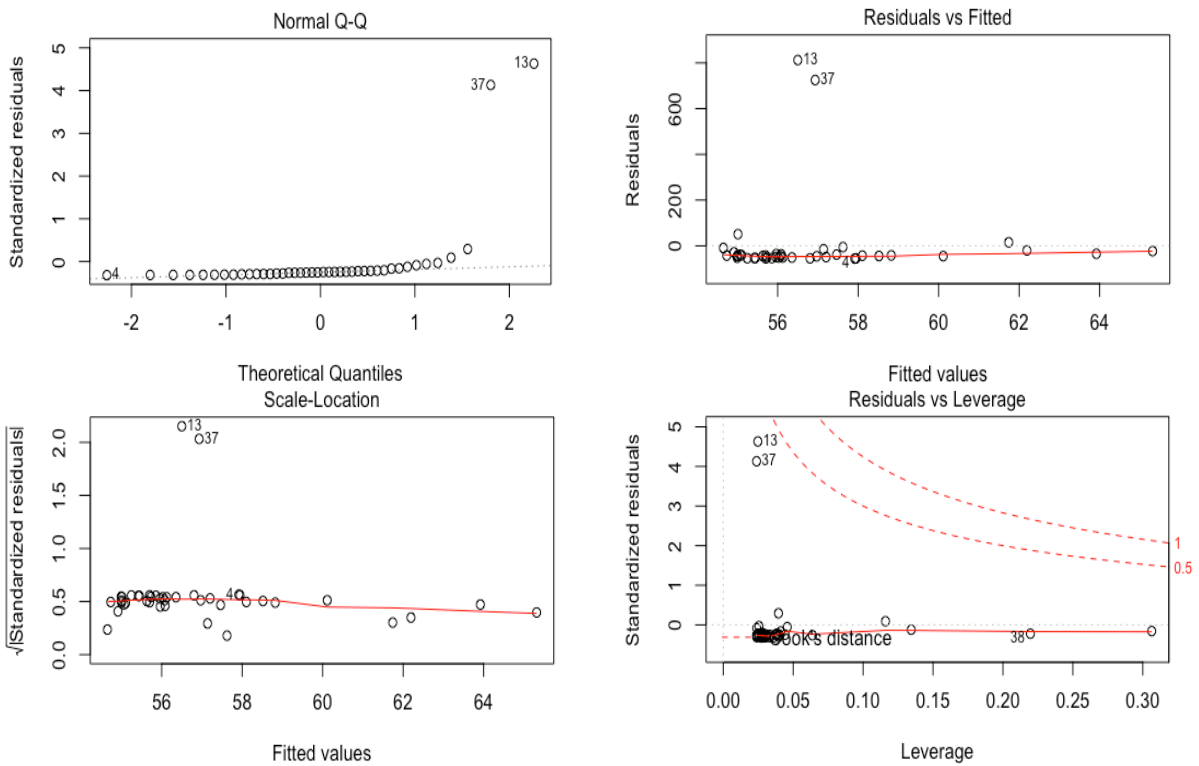 Normal Q-Q
Standardized residuals
0 1 2 3 4 5
13
37
4
-2 -1 0 1 2
Theoretical Quantiles
Residuals vs Fitted
Residuals
0 200 600
13
37
4
56 58 60 62 64
Fitted values
Scale-Location
√|Standardized residuals|
0.0 0.5 1.0 1.5 2.0
13
37
4
56 58 60 62 64
Fitted values
Residuals vs Leverage
Standardized residuals
0 1 2 3 4 5
13
37
38
Cook's distance
1
0.5
0.00 0.05 0.10 0.15 0.20 0.25 0.30
Leverage